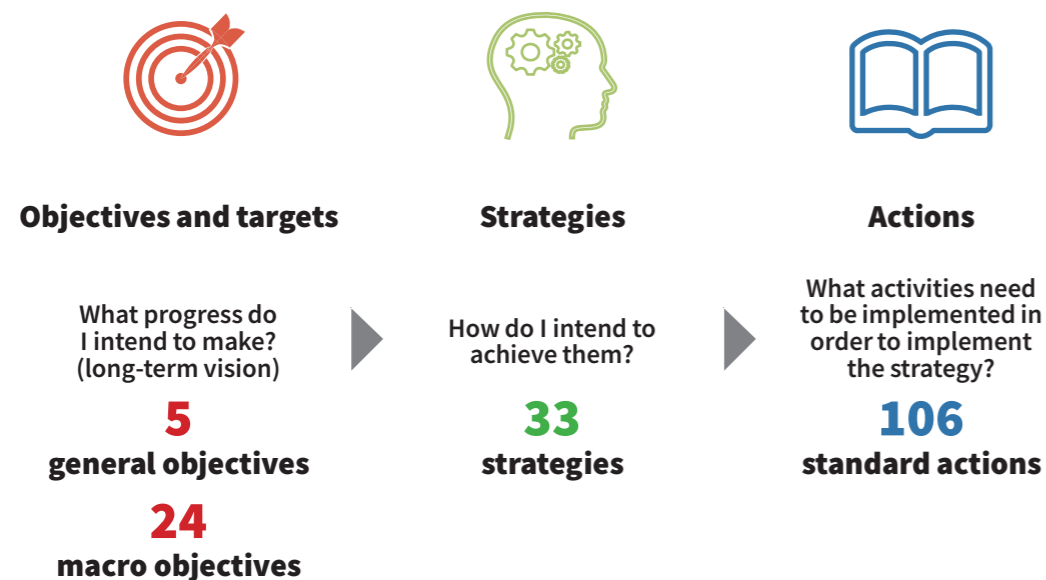 Objectives and targets
What progress do
I intend to make?
(long-term vision)
5
general objectives
24
macro objectives
Strategies
How do I intend to
achieve them?
33
strategies
Actions
What activities need
to be implemented in
order to implement
the strategy?
106
standard actions